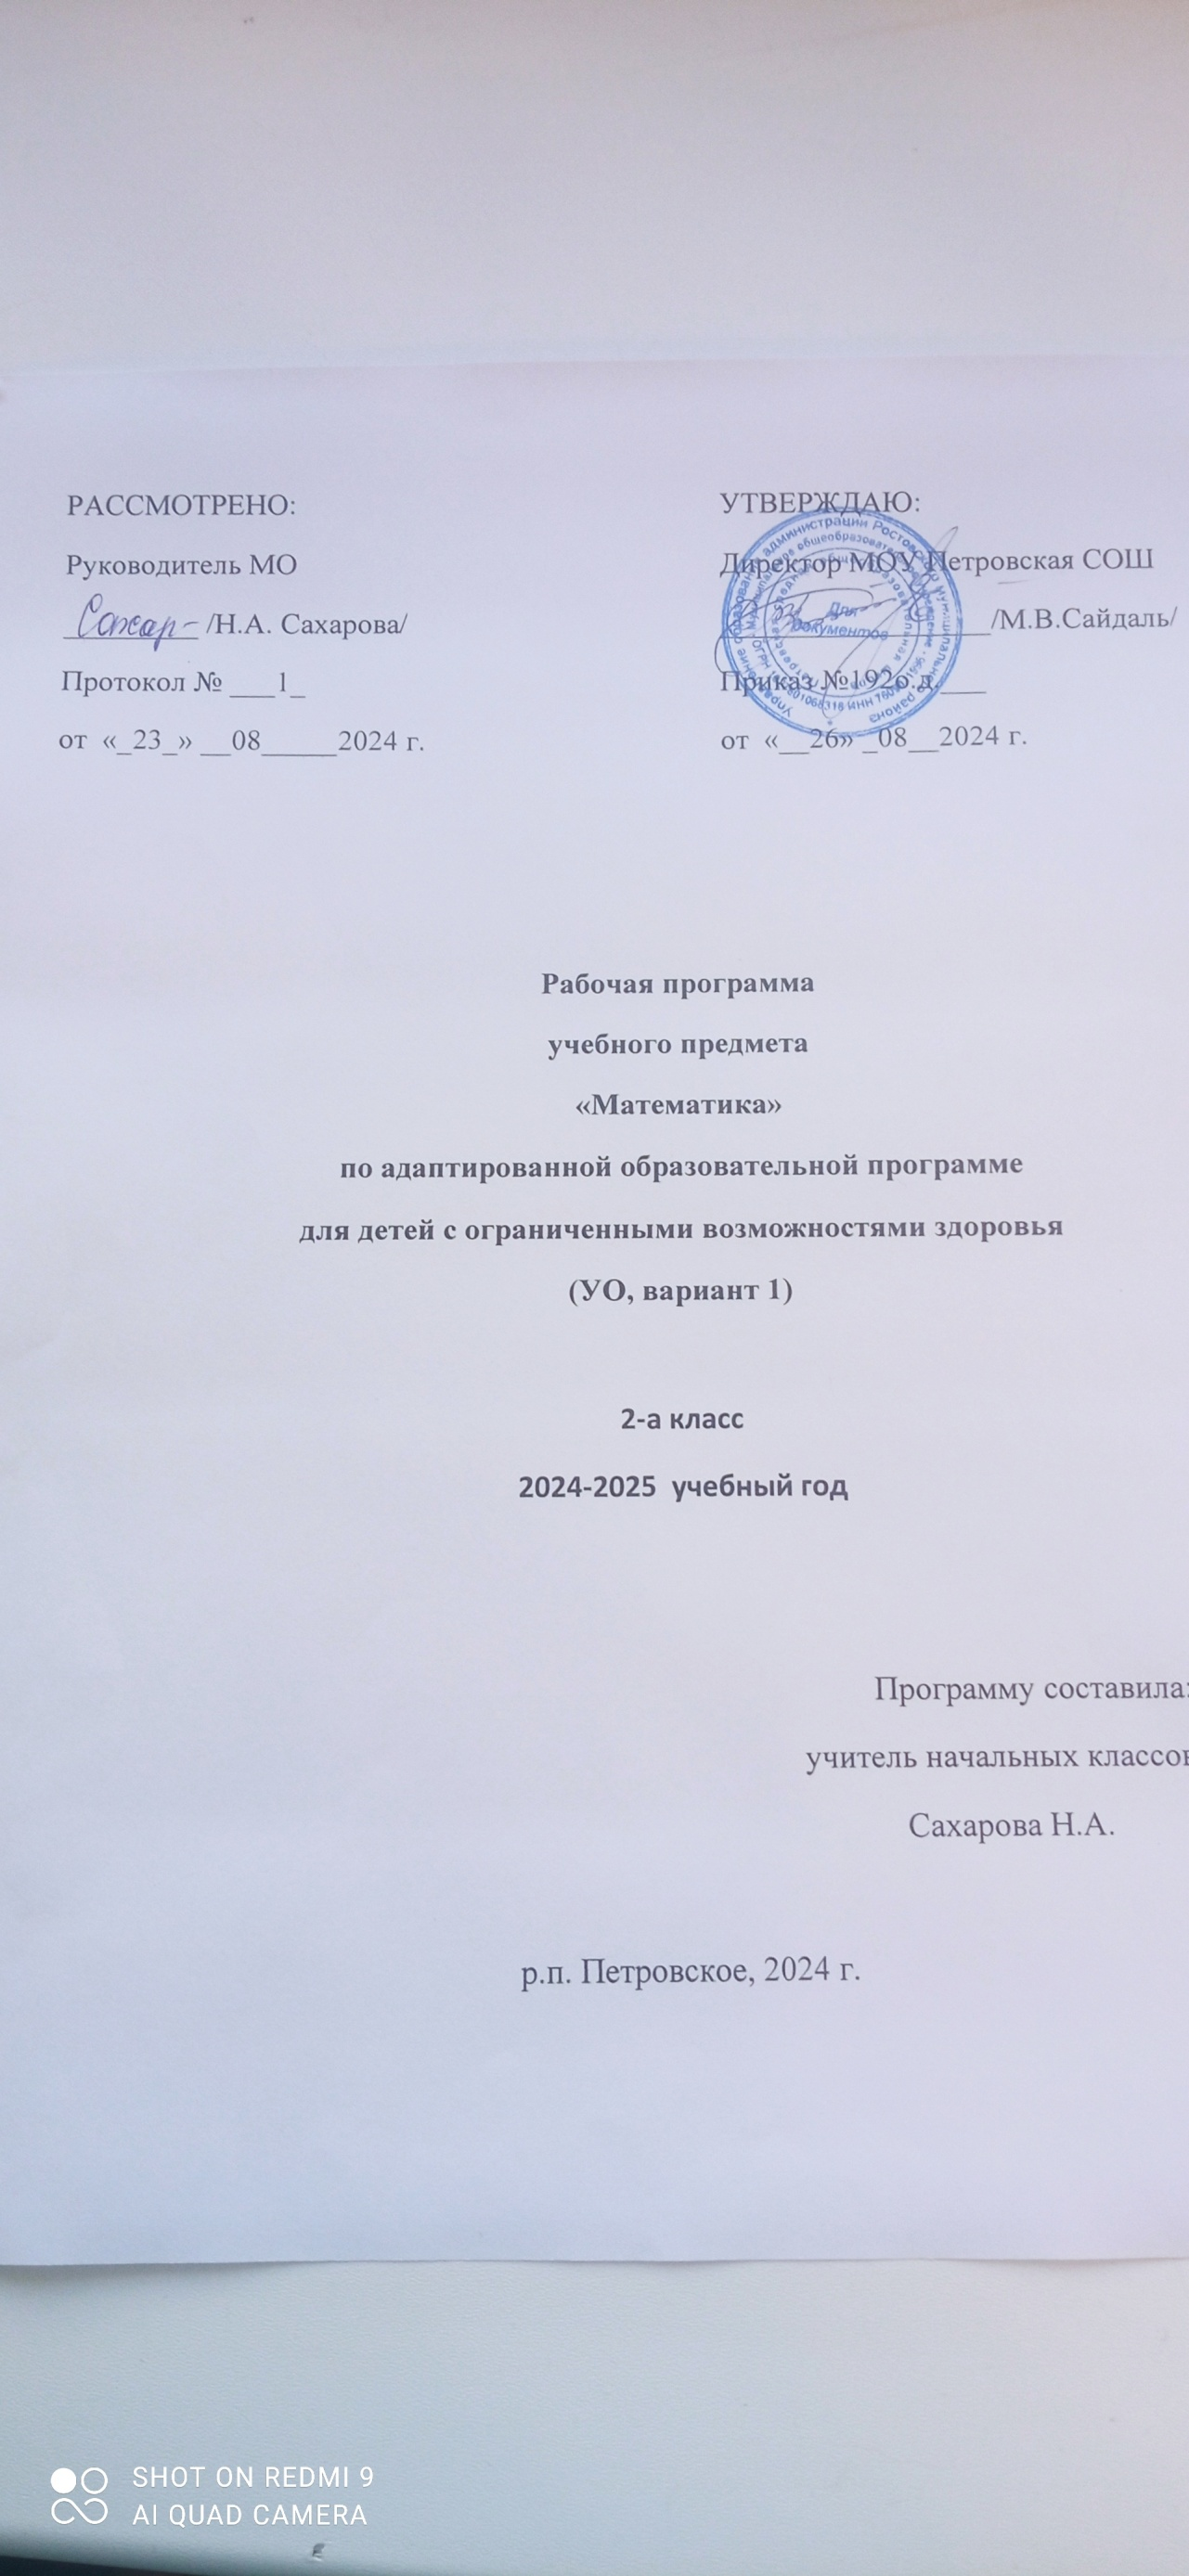 РАССМОТРЕНО:
Руководитель МО
Сахар- /Н.А. Сахарова/
Протокол № ___1_
от «_23_» __08_____2024 г.
УТВЕРЖДАЮ:
Директор МОУ Петровская СОШ
/М.В.Сайдаль/
Приказ №192о.д.___
от «__26» _08__2024 г.
Для
документов
Рабочая программа
учебного предмета
«Математика»
по адаптированной образовательной программе
для детей с ограниченными возможностями здоровья
(УО, вариант 1)
2-а класс
2024-2025 учебный год
Программу составила:
учитель начальных классов
Сахарова Н.А.
р.п. Петровское, 2024 г.
SHOT ON REDMI 9
AI QUAD CAMERA